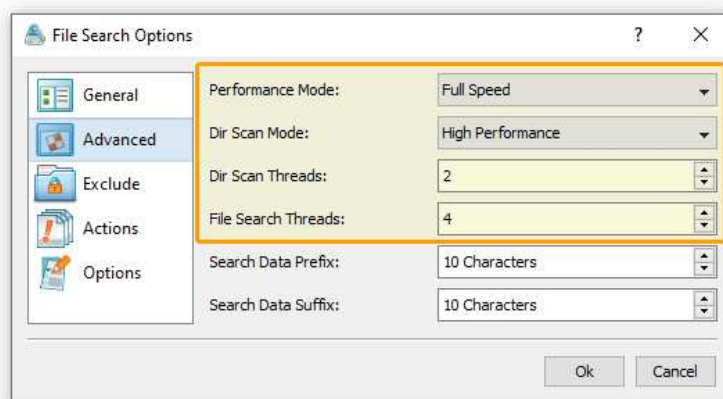 File Search Options
?
General
Advanced
Exclude
Actions
Options
Performance Mode: Full Speed
Dir Scan Mode: High Performance
Dir Scan Threads: 2
File Search Threads: 4
Search Data Prefix: 10 Characters
Search Data Suffix: 10 Characters
Ok Cancel